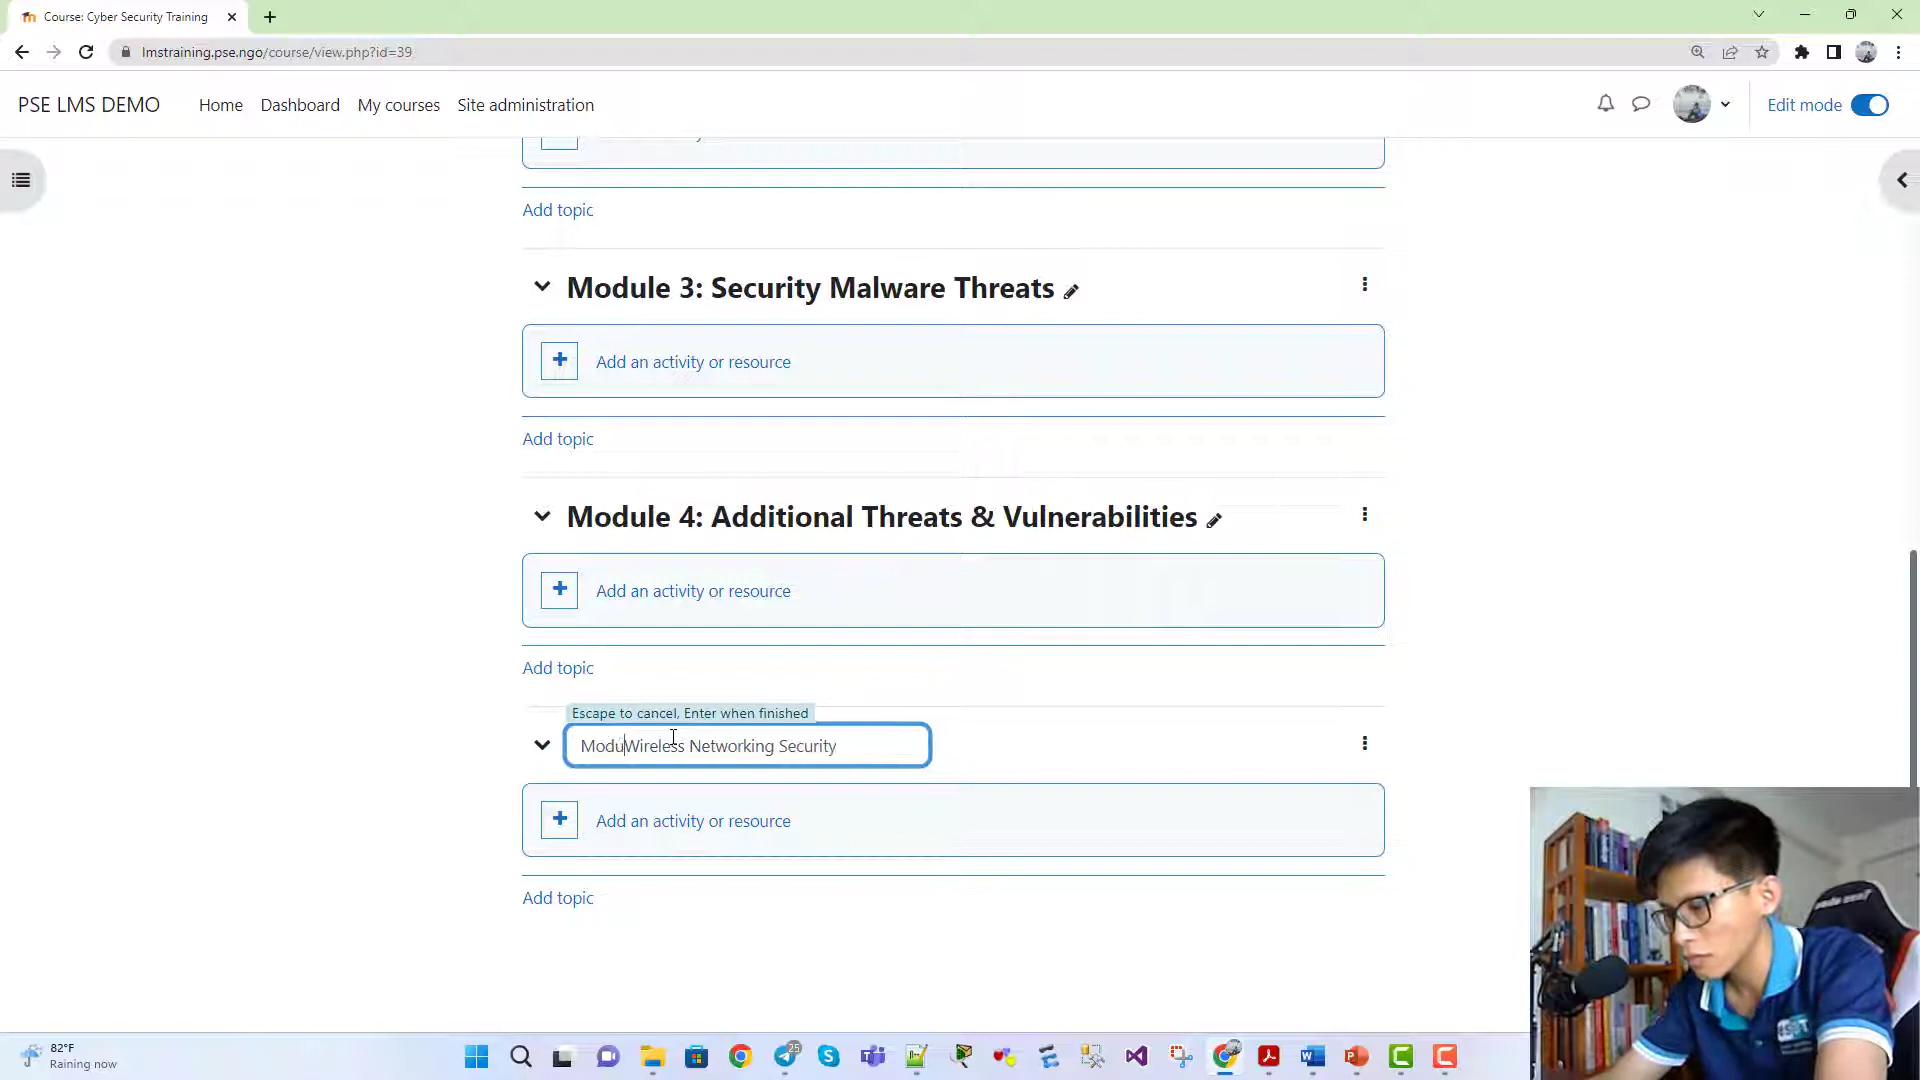 Course: Cyber Security Training
lmstraining.pse.ngo/course/view.php?id=39
PSE LMS DEMO Home Dashboard My courses Site administration Edit mode
Add topic
Module 3: Security Malware Threats
Add an activity or resource
Add topic
Module 4: Additional Threats & Vulnerabilities
Add an activity or resource
Add topic
Escape to cancel, Enter when finished
ModuWireless Networking Security
Add an activity or resource
Add topic
82°F
Raining now
25